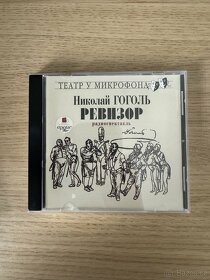 ТЕАТР У МИКРОФОНА
Николай ГОГОЛЬ
РЕВИЗОР
радиоспектакль